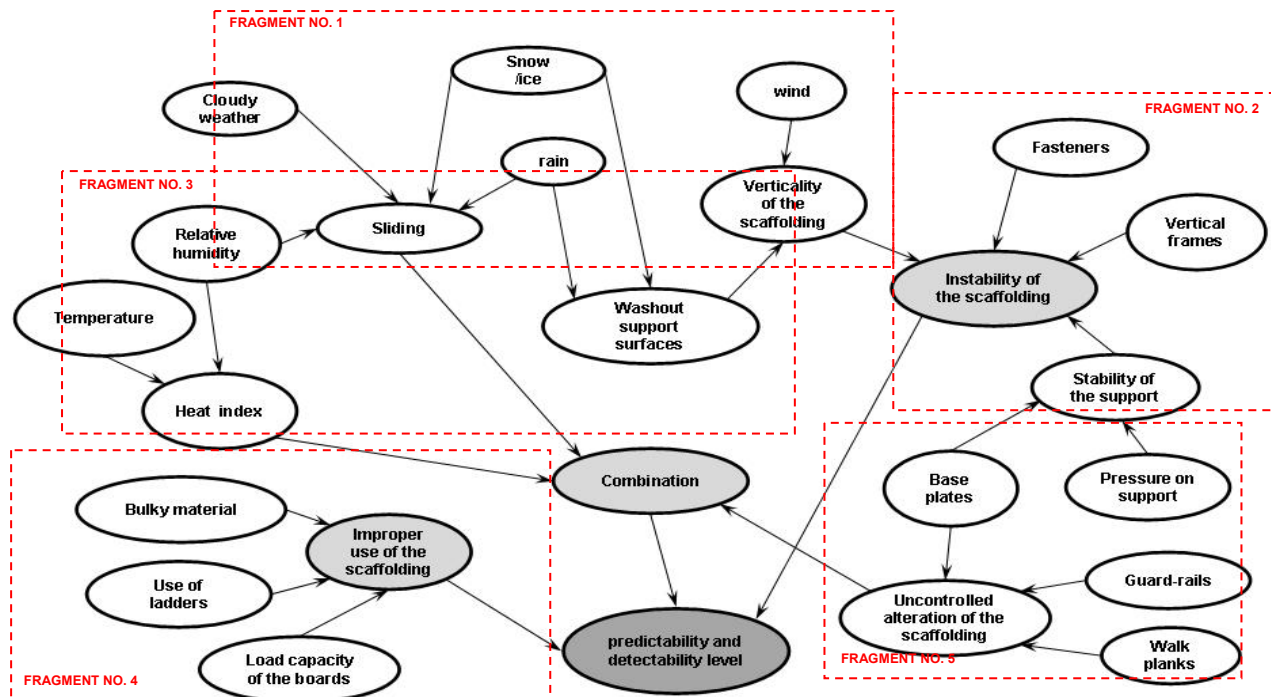 FRAGMENT NO. 1
Snow
/ice
Cloudy
weather
wind
FRAGMENT NO. 2
Fasteners
rain
FRAGMENT NO. 3
Verticality
of the
scaffolding
Relative
humidity
Sliding
Vertical
frames
Instability of
the scaffolding
Temperature
Washout
support
surfaces
Stability of
the support
Heat index
Combination
Base
plates
Pressure on
support
Bulky material
Improper
use of the
scaffolding
Use of
ladders
Guard-rails
Uncontrolled
alteration of the
scaffolding
predictability and
detectability level
Walk
planks
FRAGMENT NO. 5
Load capacity
of the boards
FRAGMENT NO. 4